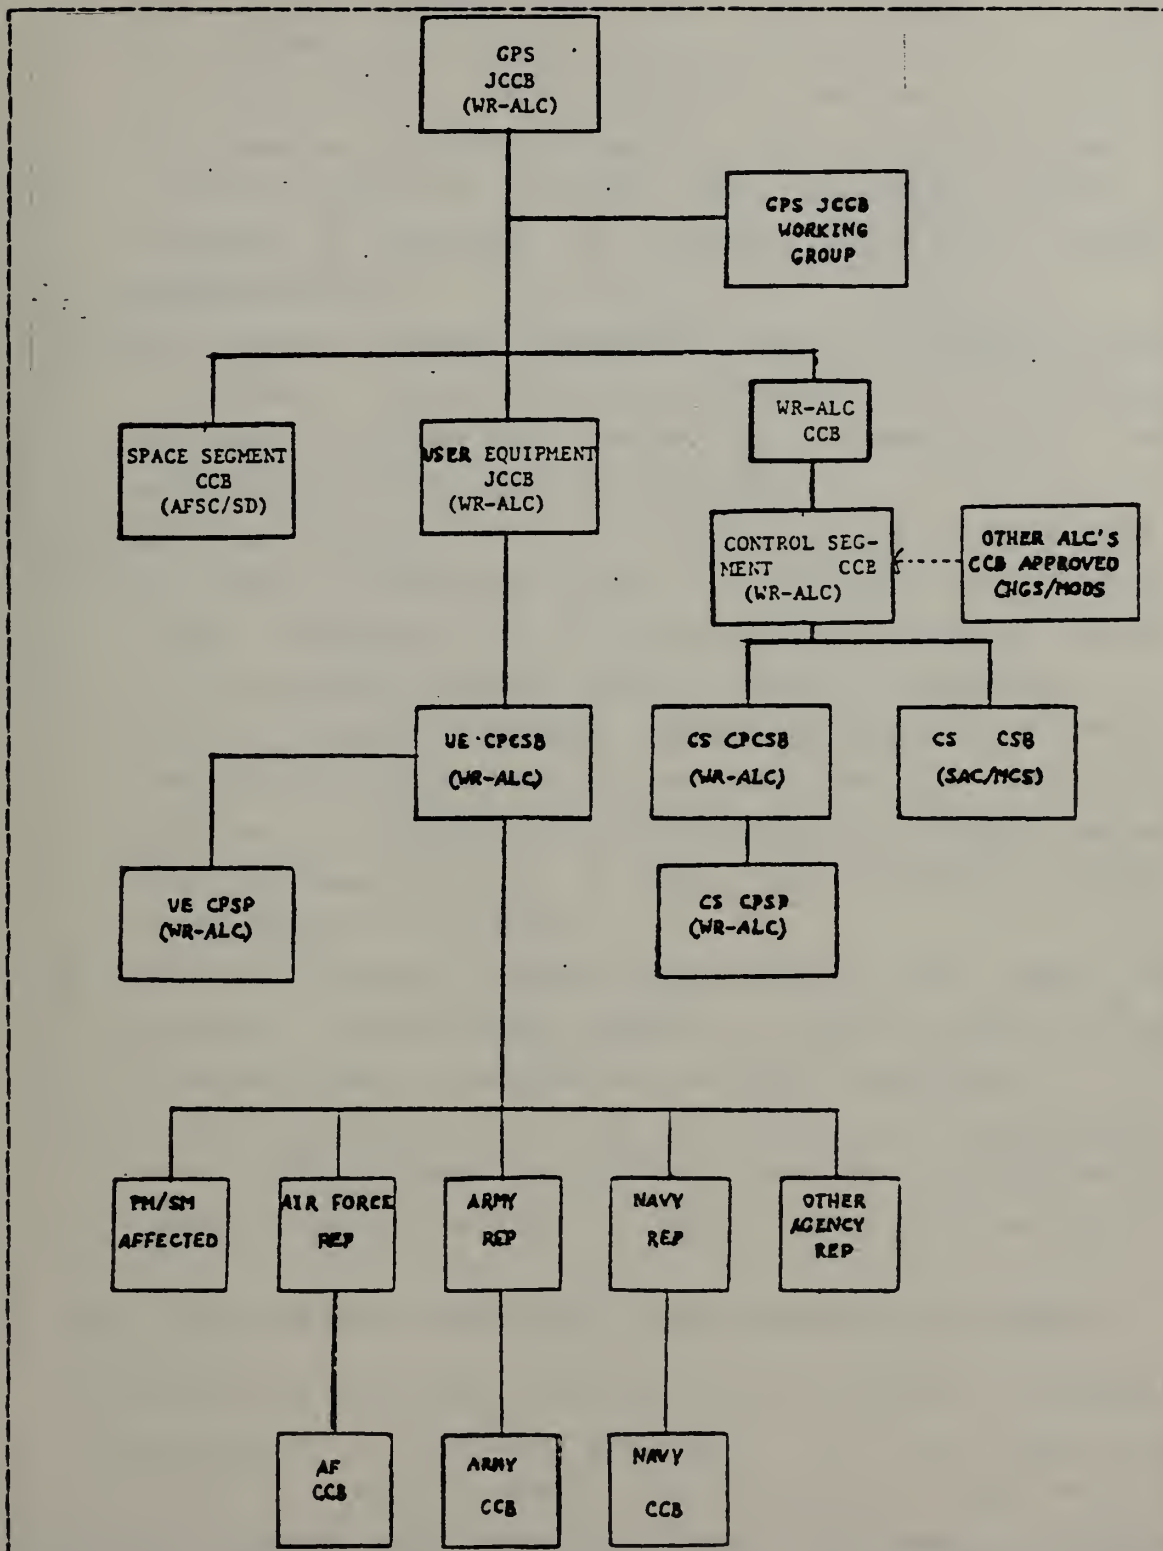 GPS
JCCB
(WR-ALC)
GPS JCCB
WORKING
GROUP
SPACE SEGMENT
CCB
(AFSC/SD)
USER EQUIPMENT
JCCB
(WR-ALC)
WR-ALC
CCB
CONTROL SEG-
MENT CCB
(WR-ALC)
OTHER ALC'S
CCB APPROVED
CHGS/MODS
UE CPCSB
(WR-ALC)
CS CPCSB
(WR-ALC)
CS CSB
(SAC/MCS)
UE CPSP
(WR-ALC)
CS CPSP
(WR-ALC)
PM/SM
AFFECTED
AIR FORCE
REP
ARMY
REP
NAVY
REP
OTHER
AGENCY
REP
AF
CCB
ARMY
CCB
NAVY
CCB